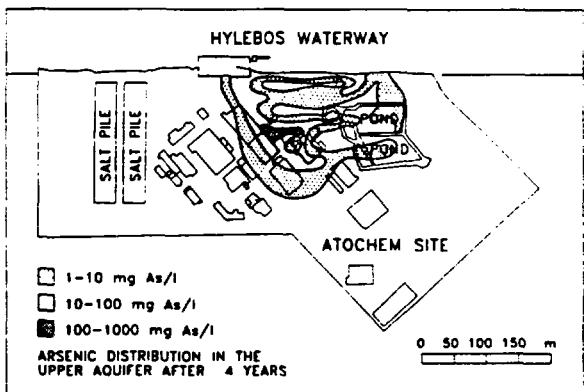 HYLEBOS WATERWAY
SALT PILE
SALT PILE
POND
POND
ATOCHEM SITE
1-10 mg As/l
10-100 mg As/l
100-1000 mg As/l
ARSENIC DISTRIBUTION IN THE
UPPER AQUIFER AFTER 4 YEARS
0 50 100 150 m